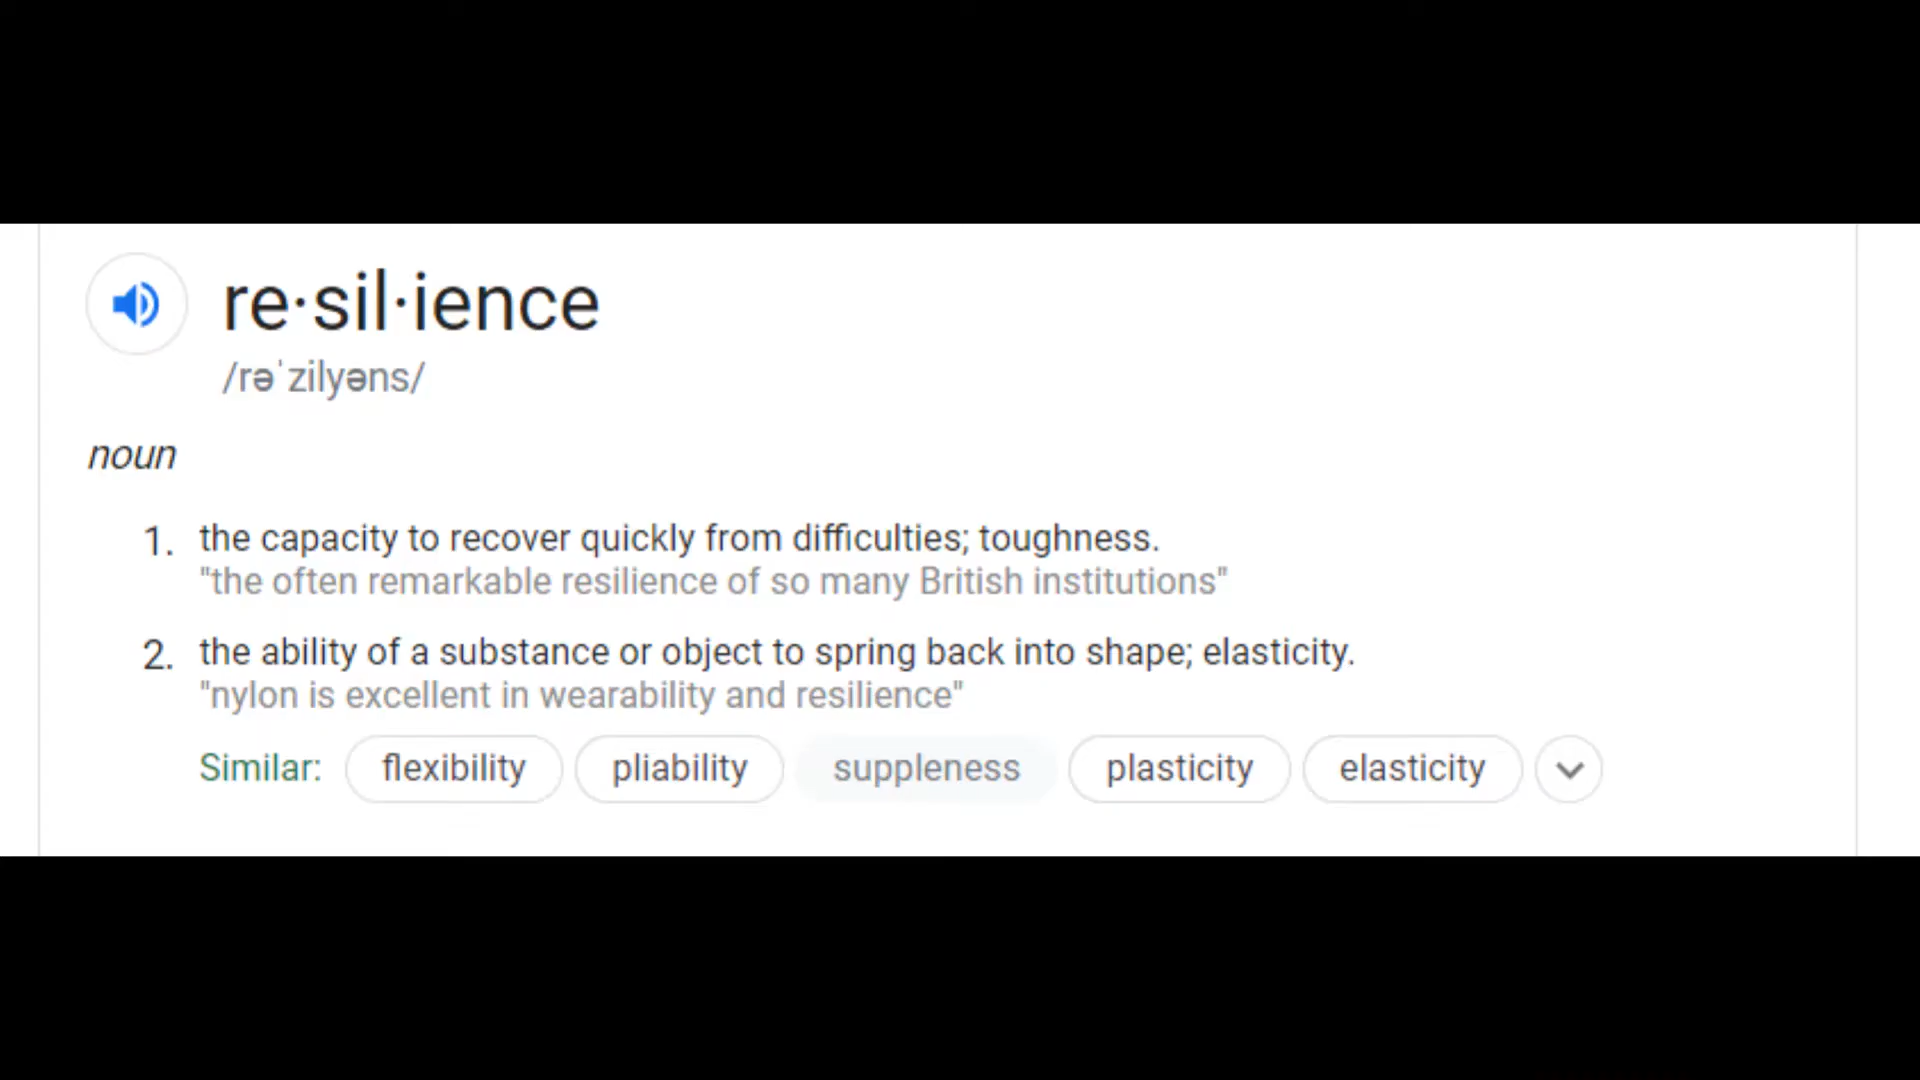 re·sil·ience
/rəˈzilyəns/
noun
1. the capacity to recover quickly from difficulties; toughness.
"the often remarkable resilience of so many British institutions"
2. the ability of a substance or object to spring back into shape; elasticity.
"nylon is excellent in wearability and resilience"
Similar: flexibility pliability suppleness plasticity elasticity